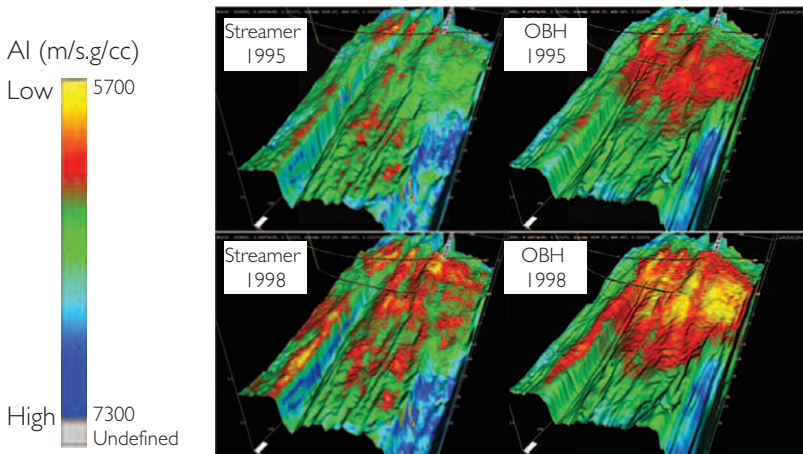 AI (m/s.g/cc)
Low
5700
High
7300
Undefined
Streamer
1995
OBH
1995
Streamer
1998
OBH
1998